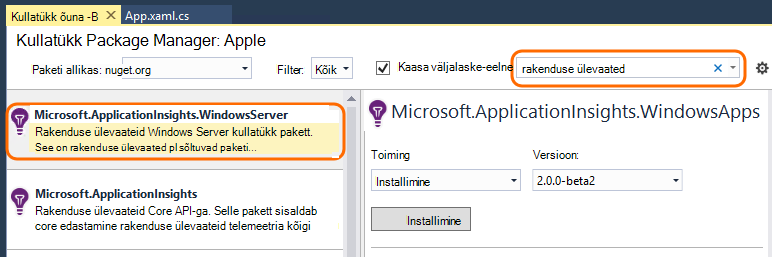 Kullatükk õuna -B
App.xaml.cs
Kullatükk Package Manager: Apple
Paketi allikas: nuget.org
Filter: Kõik
Kaasa väljalaske-eelne
rakenduse ülevaated
Microsoft.ApplicationInsights.WindowsServer
Rakenduse ülevaateid Windows Server kullatükk pakett.
See on rakenduse ülevaated pl sõltuvad paketi...
Microsoft.ApplicationInsights
Rakenduse ülevaateid Core API-ga. Selle pakett sisaldab
core edastamine rakenduse ülevaateid telemeetria kõigi
Microsoft.ApplicationInsights.WindowsApps
Toiming
Versioon:
Installimine
2.0.0-beta2
Installimine